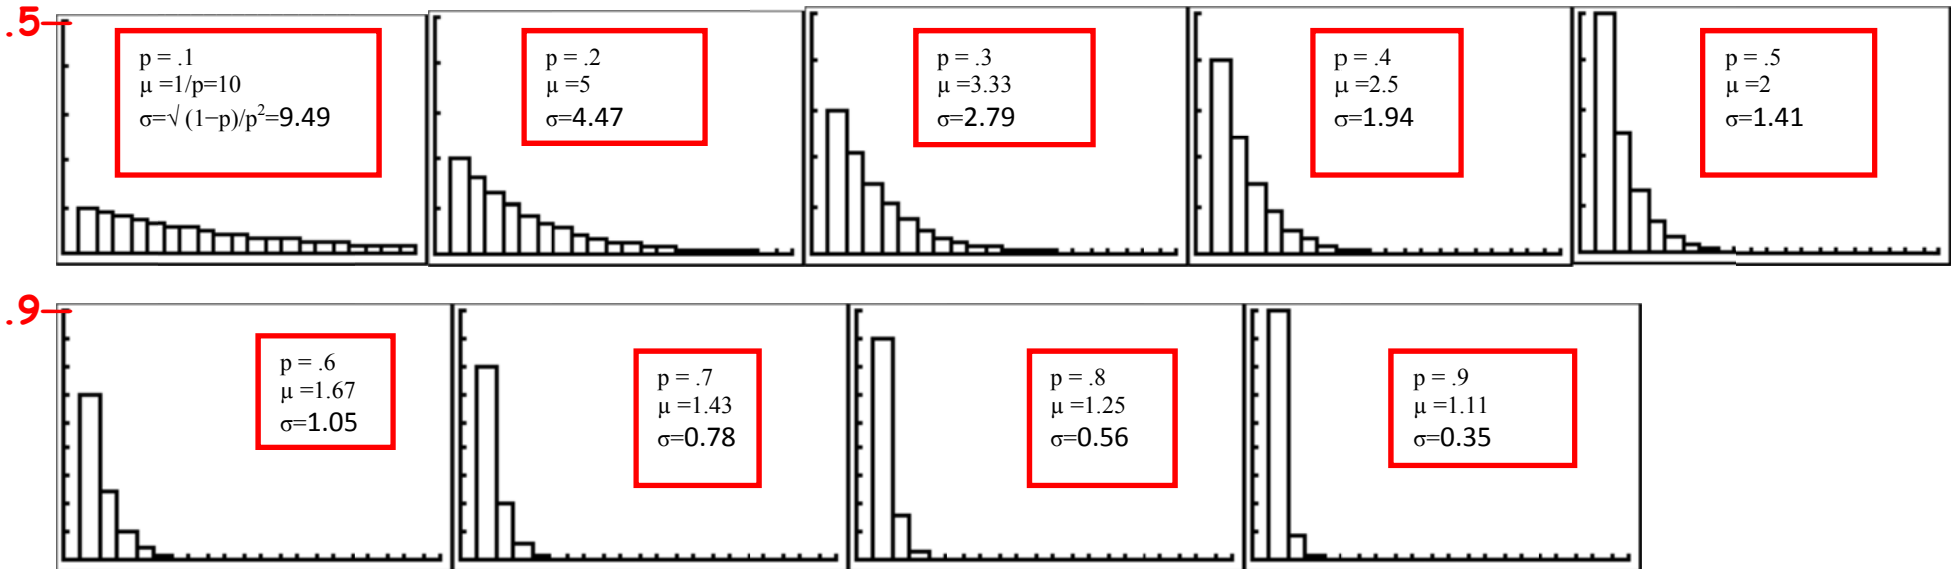 .5
p = .1
μ =1/p=10
σ=√ (1−p)/p²=9.49
p = .2
μ =5
σ=4.47
p = .3
μ =3.33
σ=2.79
p = .4
μ =2.5
σ=1.94
p = .5
μ =2
σ=1.41
.9
p = .6
μ =1.67
σ=1.05
p = .7
μ =1.43
σ=0.78
p = .8
μ =1.25
σ=0.56
p = .9
μ =1.11
σ=0.35